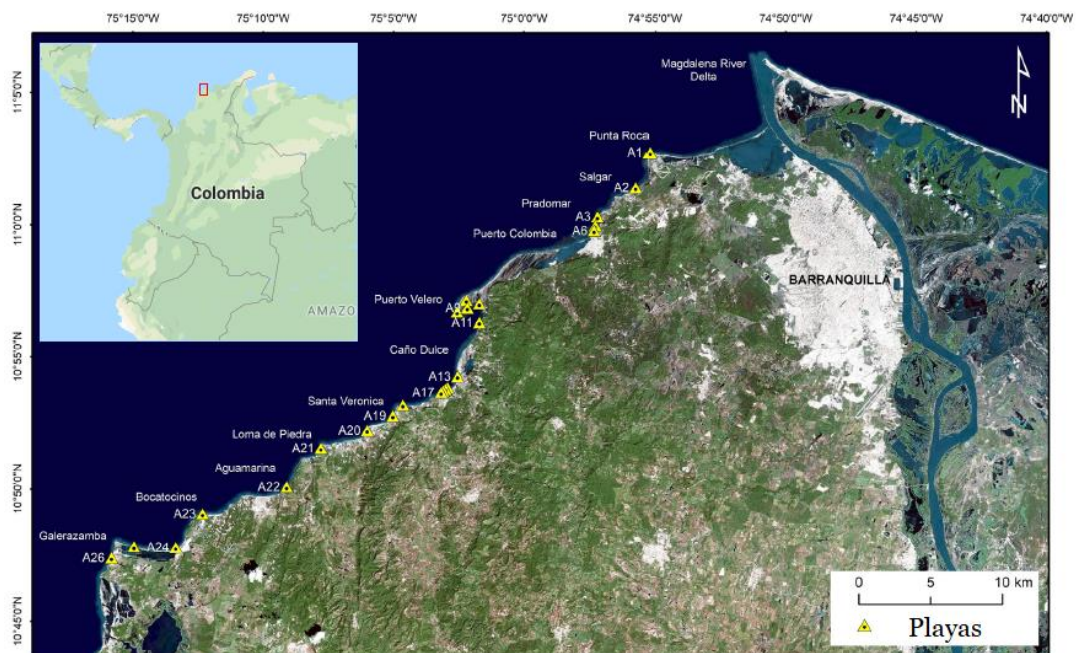 75°15'0"W
75°10'0"W
75°5'0"W
75°0'0"W
74°55'0"W
74°50'0"W
74°45'0"W
74°40'0"W
11°5'0"N
11°0'0"N
10°55'0"N
10°50'0"N
10°45'0"N
Colombia
AMAZO
Magdalena River
Delta
N
Punta Roca
A1
Salgar
A2
Pradomar
A3
Puerto Colombia
A6
BARRANQUILLA
Puerto Velero
A8
A11
Caño Dulce
A13
A17
Santa Veronica
A19
A20
Loma de Piedra
A21
Aguamarina
A22
Bocatocinos
A23
Galerazamba
A24
A26
0 5 10 km
Playas